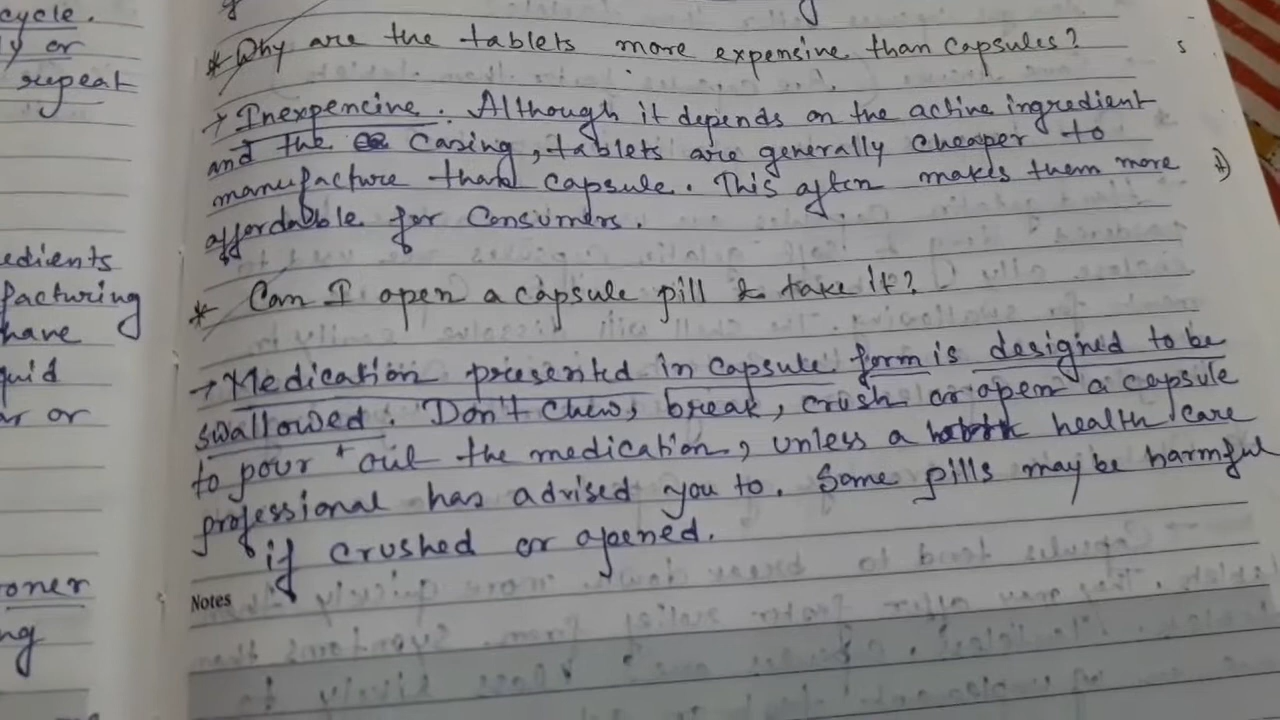 cycle.
or
repeat
edients
facturing
have
quid
ar or
oner
ng
* Why are the tablets more expensive than capsules?
→ Inexpencine. Although it depends on the active ingredient
and the casing, tablets are generally cheaper to
manufacture than capsule. This often makes them more
affordable for consumers.
* Can I open a capsule pill & take it?
→ Medication presented in capsule form is designed to be
swallowed. Don't chew, break, crush or open a capsule
to pour out the medication, unless a health care
professional has advised you to. Some pills may be harmful
if crushed or opened.
Notes